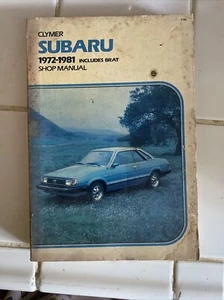 CLYMER
SUBARU
1972-1981 INCLUDES BRAT
SHOP MANUAL